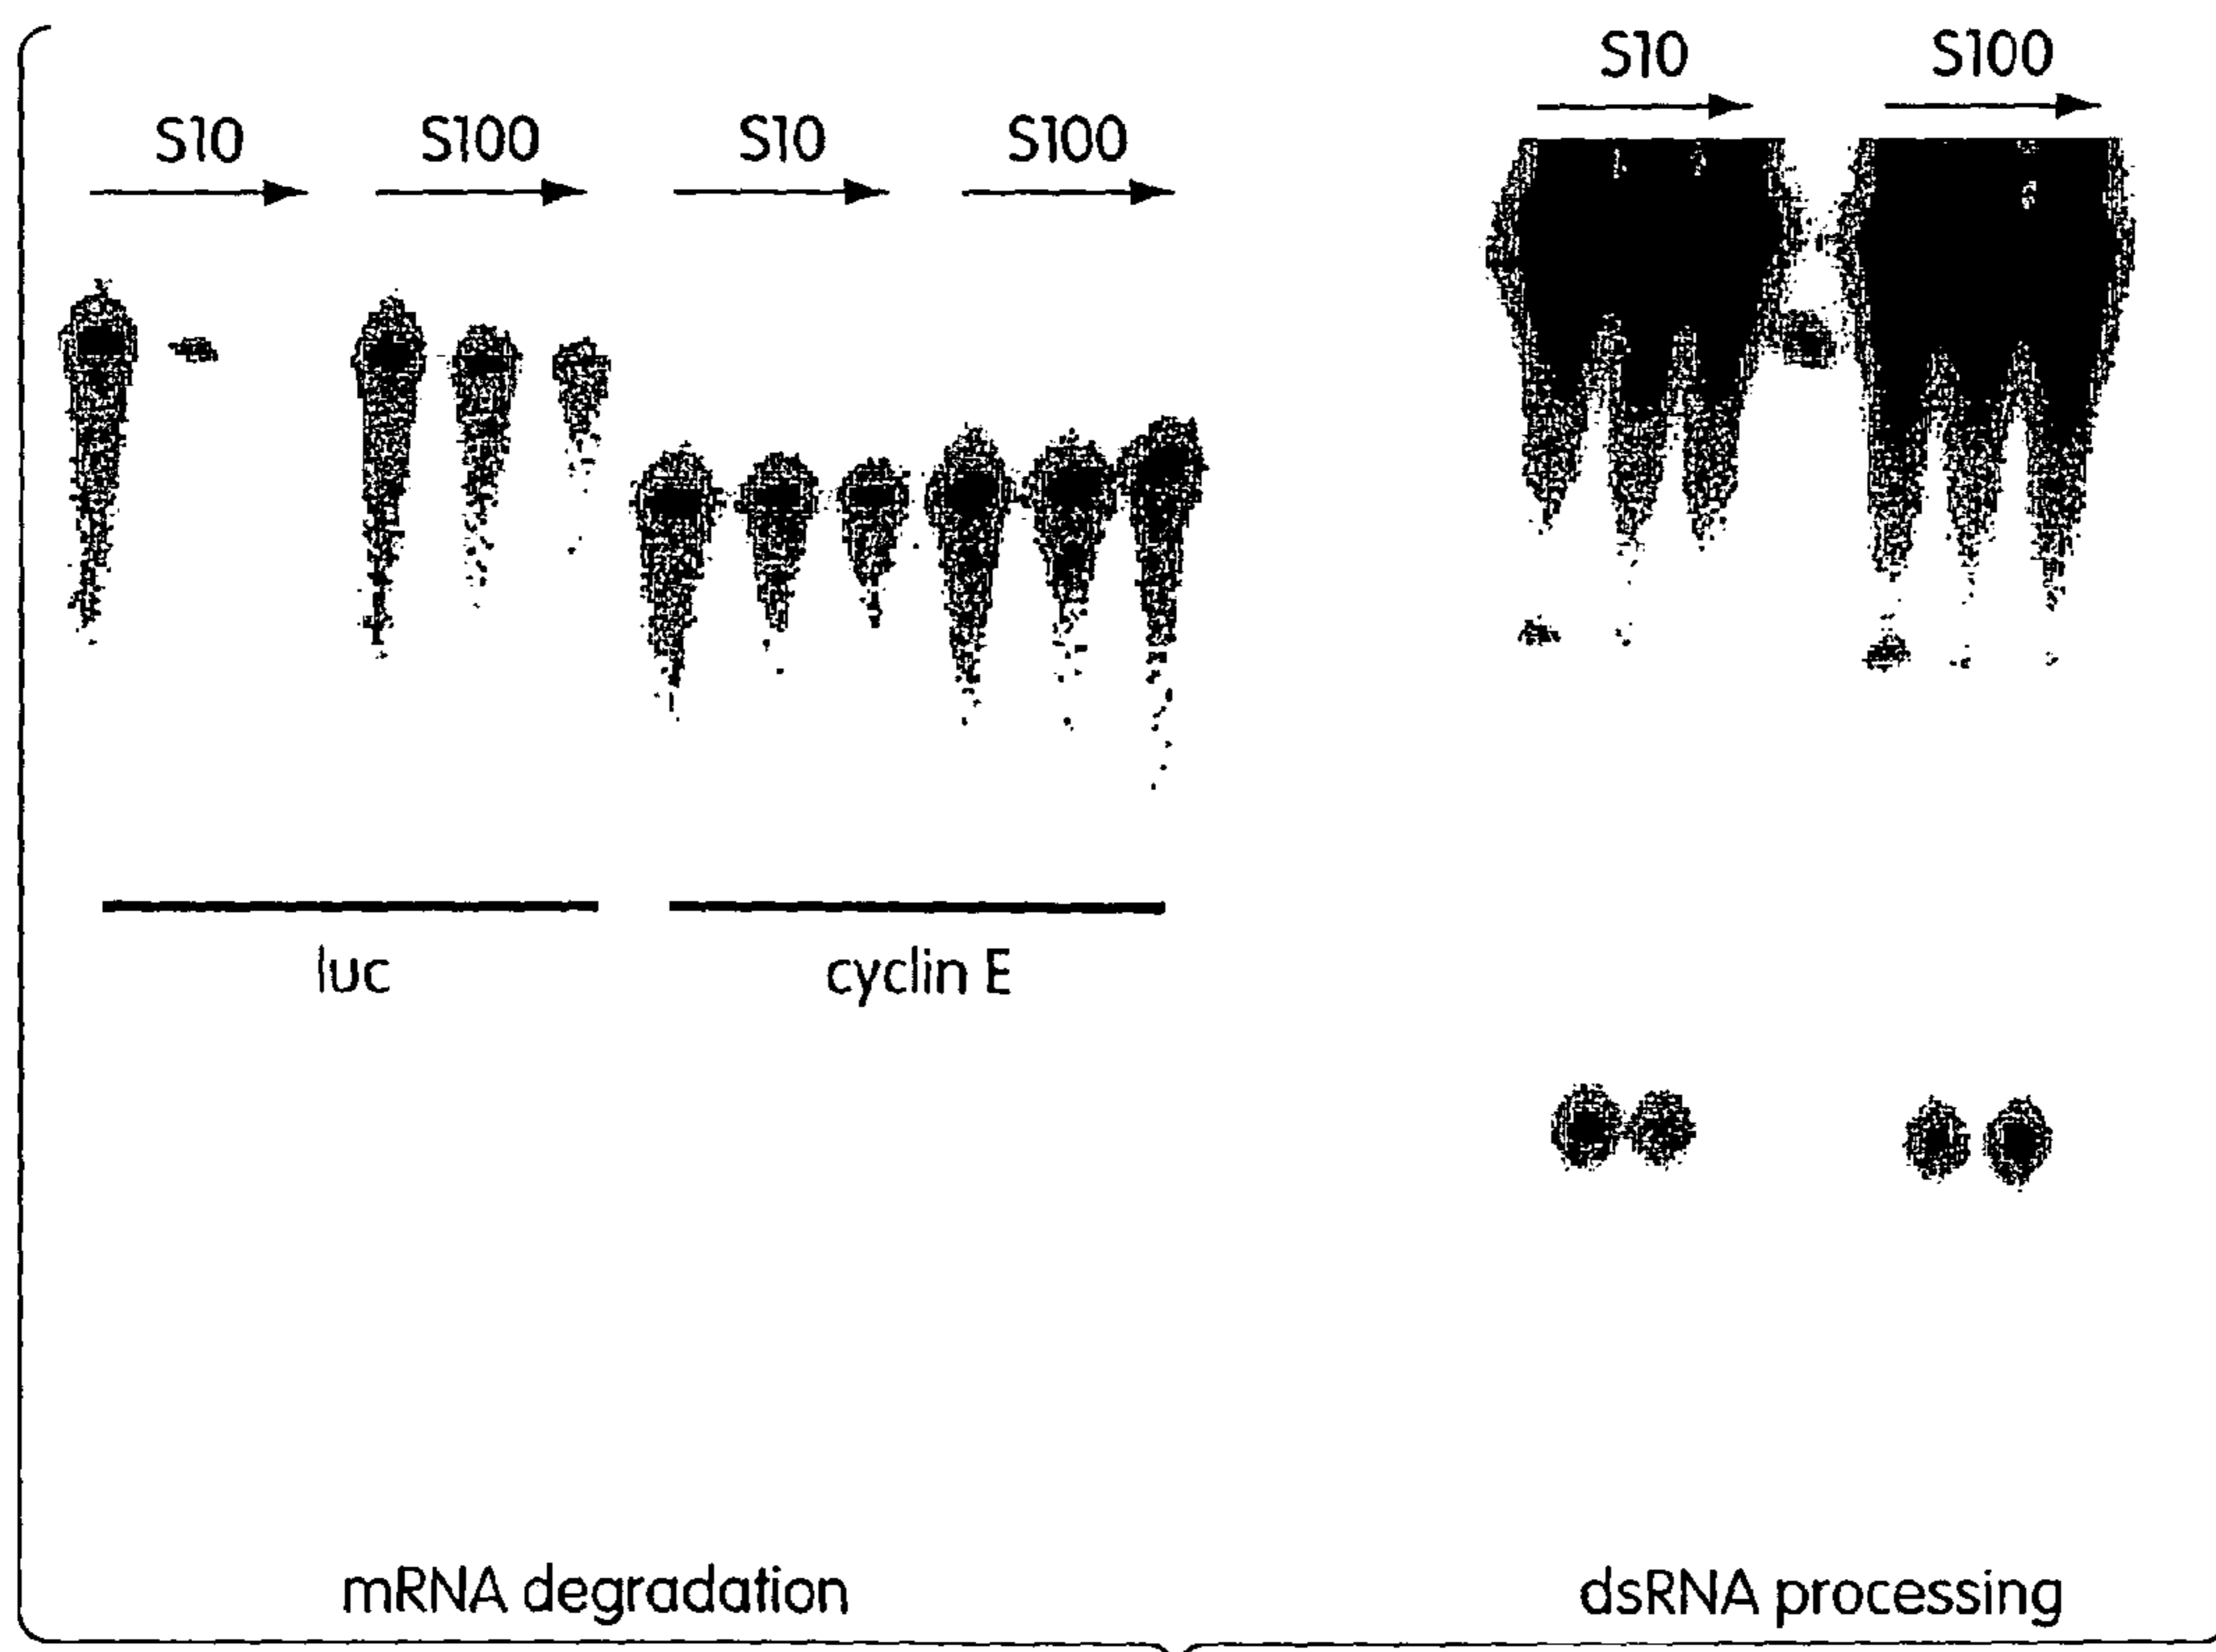 S10 S100
S10 S100 S10 S100
luc cyclin E
mRNA degradation dsRNA processing